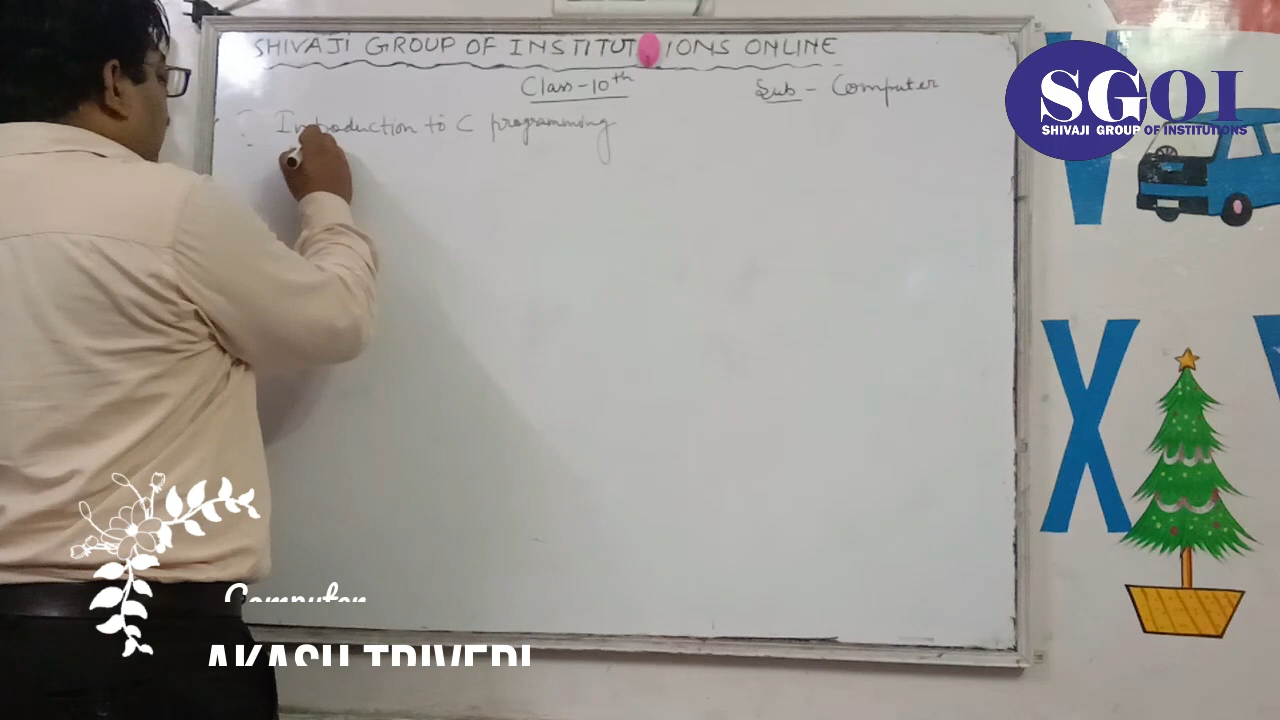 SHIVAJI GROUP OF INSTITUTIONS ONLINE
Class-10th Sub - Computer
Introduction to C programming
SGOI
SHIVAJI GROUP OF INSTITUTIONS
X
Computer
AKASH TRIVEDI